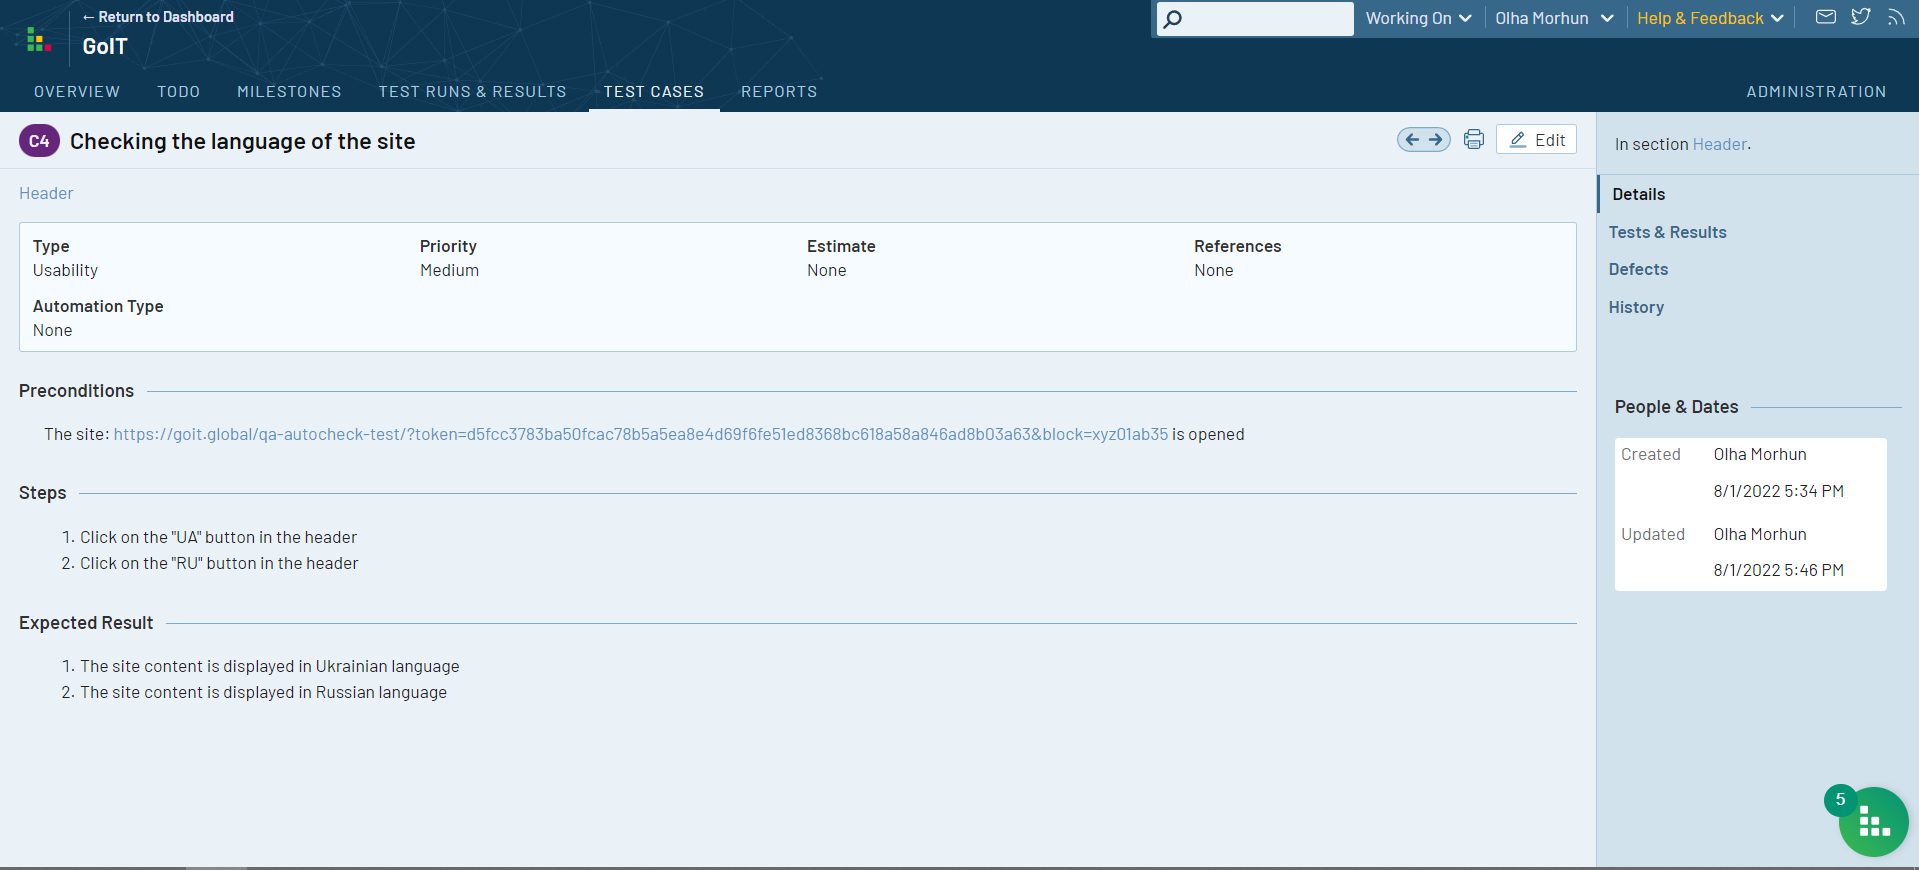 ← Return to Dashboard
GoIT
Working On
Olha Morhun
Help & Feedback
OVERVIEW
TODO
MILESTONES
TEST RUNS & RESULTS
TEST CASES
REPORTS
ADMINISTRATION
C4
Checking the language of the site
Edit
Header
Type
Usability
Priority
Medium
Estimate
None
References
None
Automation Type
None
Preconditions
The site: https://goit.global/qa-autocheck-test/?token=d5fcc3783ba50fcac78b5a5ea8e4d69f6fe51ed8368bc618a58a846ad8b03a63&block=xyz01ab35 is opened
Steps
1. Click on the "UA" button in the header
2. Click on the "RU" button in the header
Expected Result
1. The site content is displayed in Ukrainian language
2. The site content is displayed in Russian language
In section Header.
Details
Tests & Results
Defects
History
People & Dates
Created
Olha Morhun
8/1/2022 5:34 PM
Updated
Olha Morhun
8/1/2022 5:46 PM
5